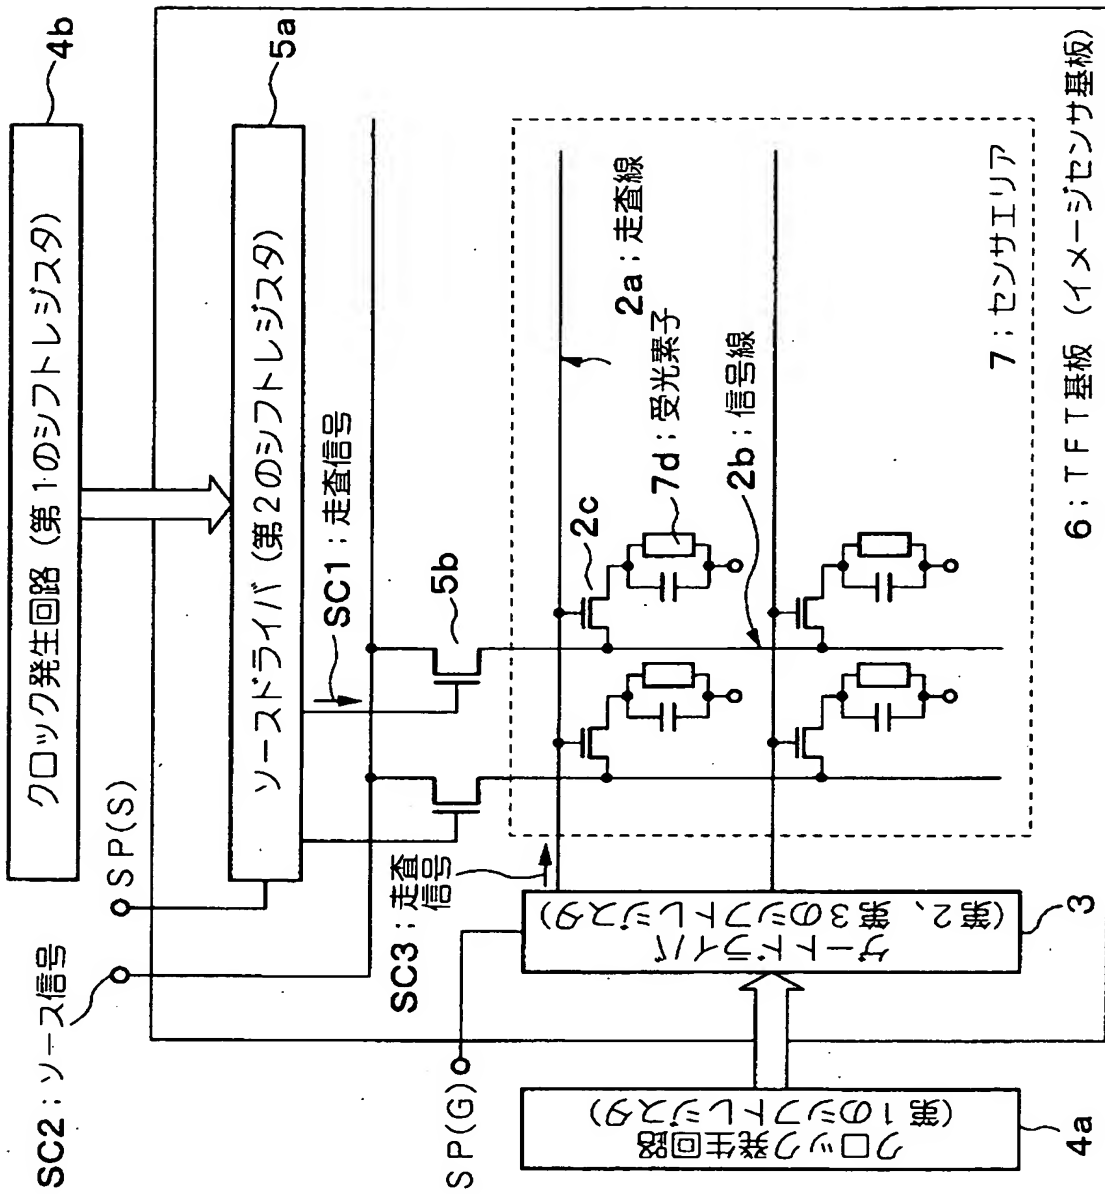 4b
クロック発生回路(第1のシフトレジスタ)
5a
ソースドライバ(第2のシフトレジスタ)
SP(S)
SC2:ソース信号
SC1:走査信号
5b
SC3:走査
信号
2a:走査線
7d:受光素子
2c
2b:信号線
7:センサエリア
6:TFT基板(イメージセンサ基板)
SP(G)
ゲートドライバ
(第2、第3のシフトレジスタ)
3
クロック発生回路
(第1のシフトレジスタ)
4a